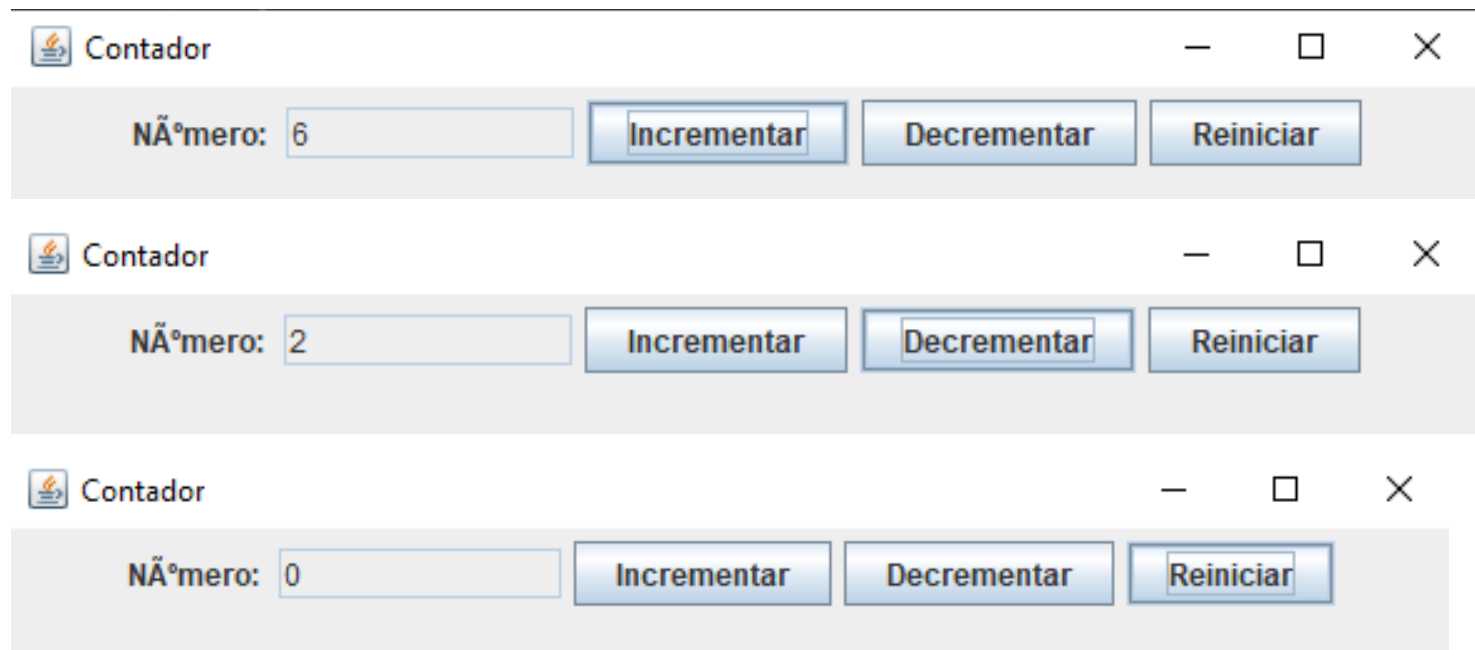 Contador
NÃºmero: 6 Incrementar Decrementar Reiniciar
Contador
NÃºmero: 2 Incrementar Decrementar Reiniciar
Contador
NÃºmero: 0 Incrementar Decrementar Reiniciar